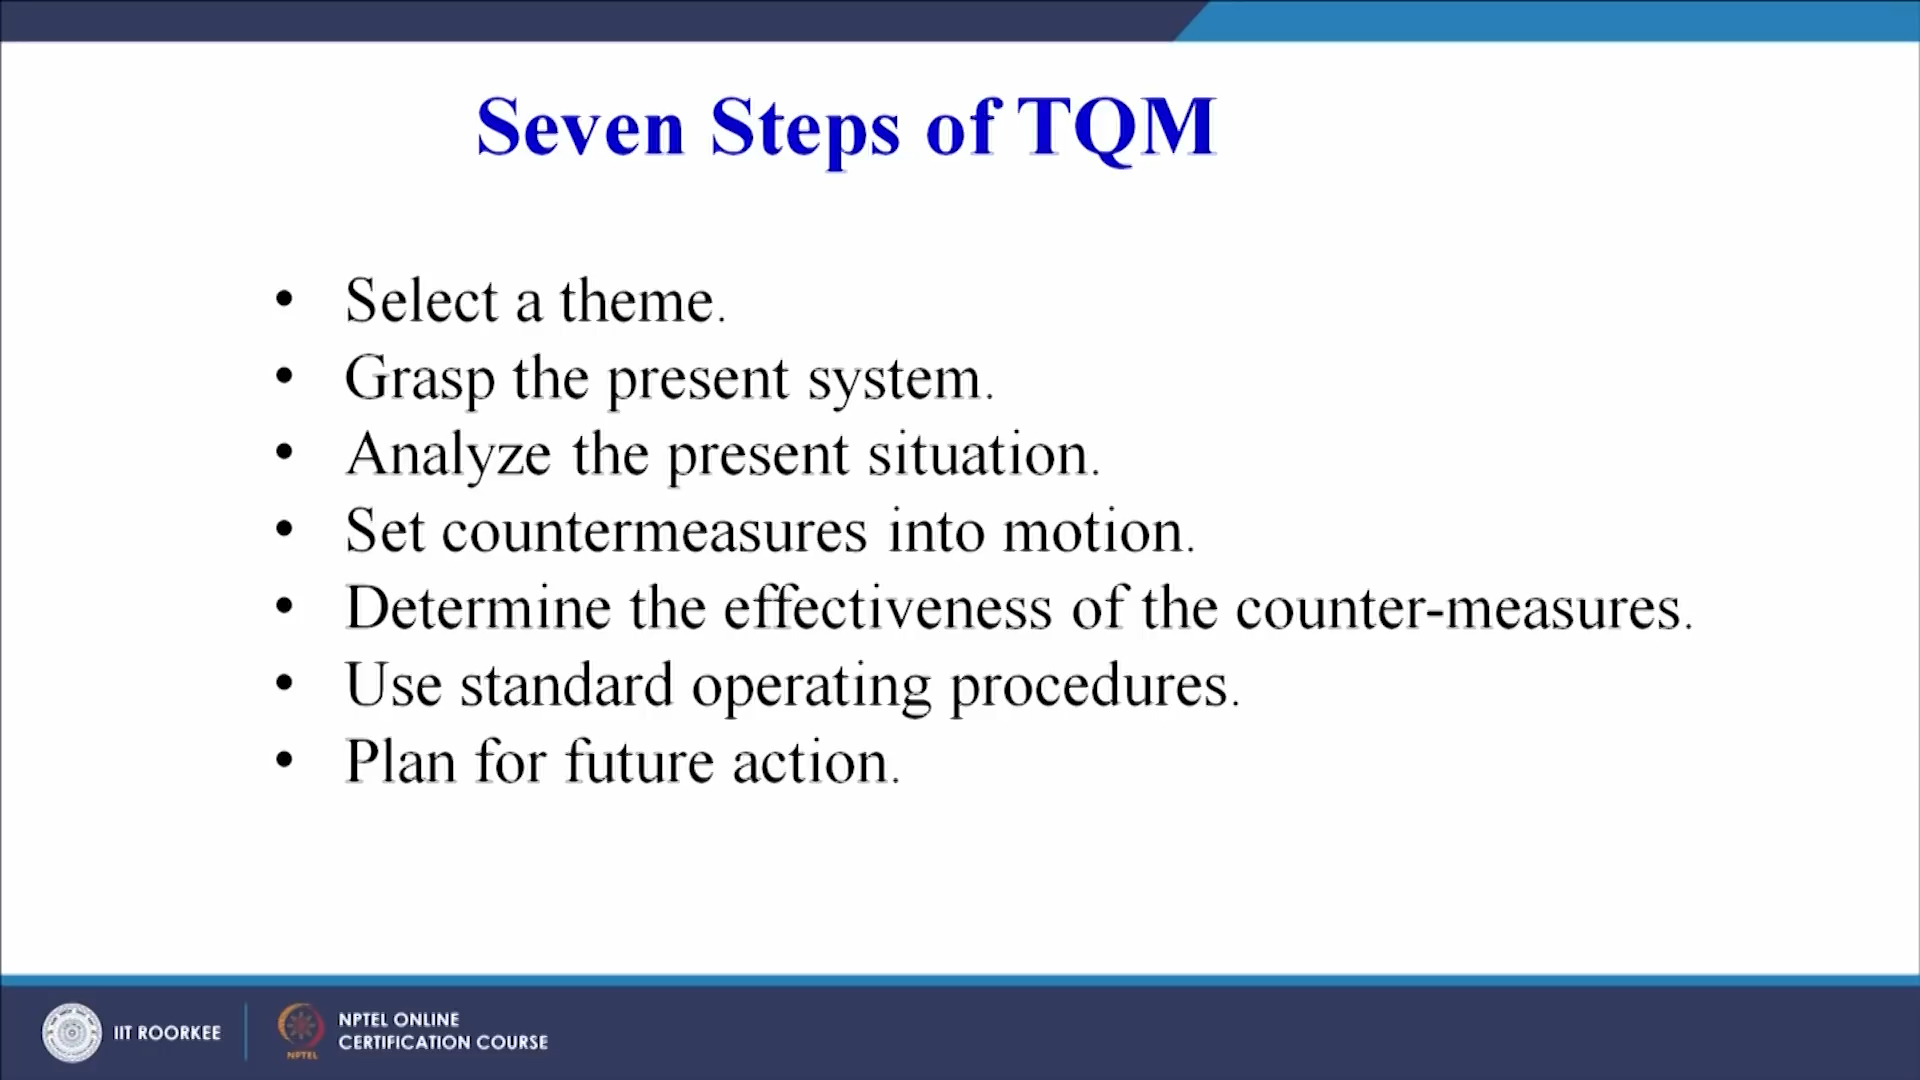 Seven Steps of TQM
• Select a theme.
• Grasp the present system.
• Analyze the present situation.
• Set countermeasures into motion.
• Determine the effectiveness of the counter-measures.
• Use standard operating procedures.
• Plan for future action.
IIT ROORKEE
NPTEL
NPTEL ONLINE
CERTIFICATION COURSE